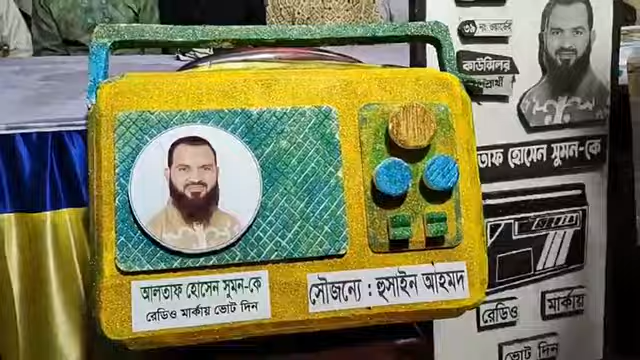 আলতাফ হোসেন সুমন-কে
রেডিও মার্কায় ভোট দিন
সৌজন্যে : হুসাইন আহমদ
৩১ নং ওয়ার্ডে
কাউন্সিলর
তাফ হোসেন সুমন-কে
রেডিও
মার্কায়
ভোট দিন